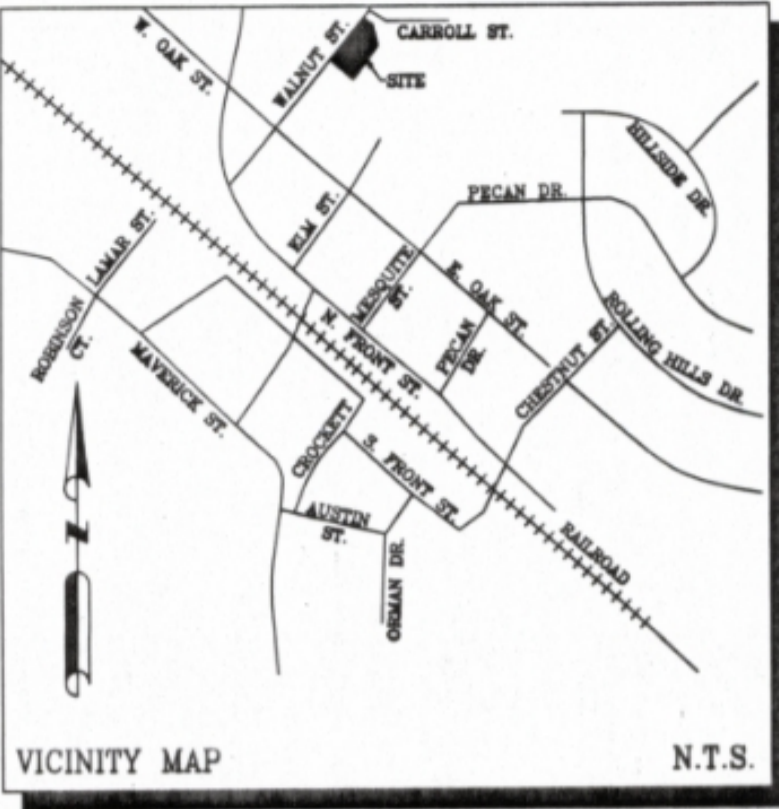 W. OAK ST.
WALNUT ST.
CARROLL ST.
SITE
HILLSIDE DR.
PECAN DR.
ELM ST.
LAMAR ST.
MESQUITE
ST.
E. OAK ST.
ROBINSON
CT.
N. FRONT ST.
PECAN
DR.
ROLLING HILLS DR.
CHESTNUT ST.
MAVERICK ST.
CROCKETT
S. FRONT ST.
AUSTIN
ST.
ORMAN DR.
RAILROAD
N
VICINITY MAP
N.T.S.